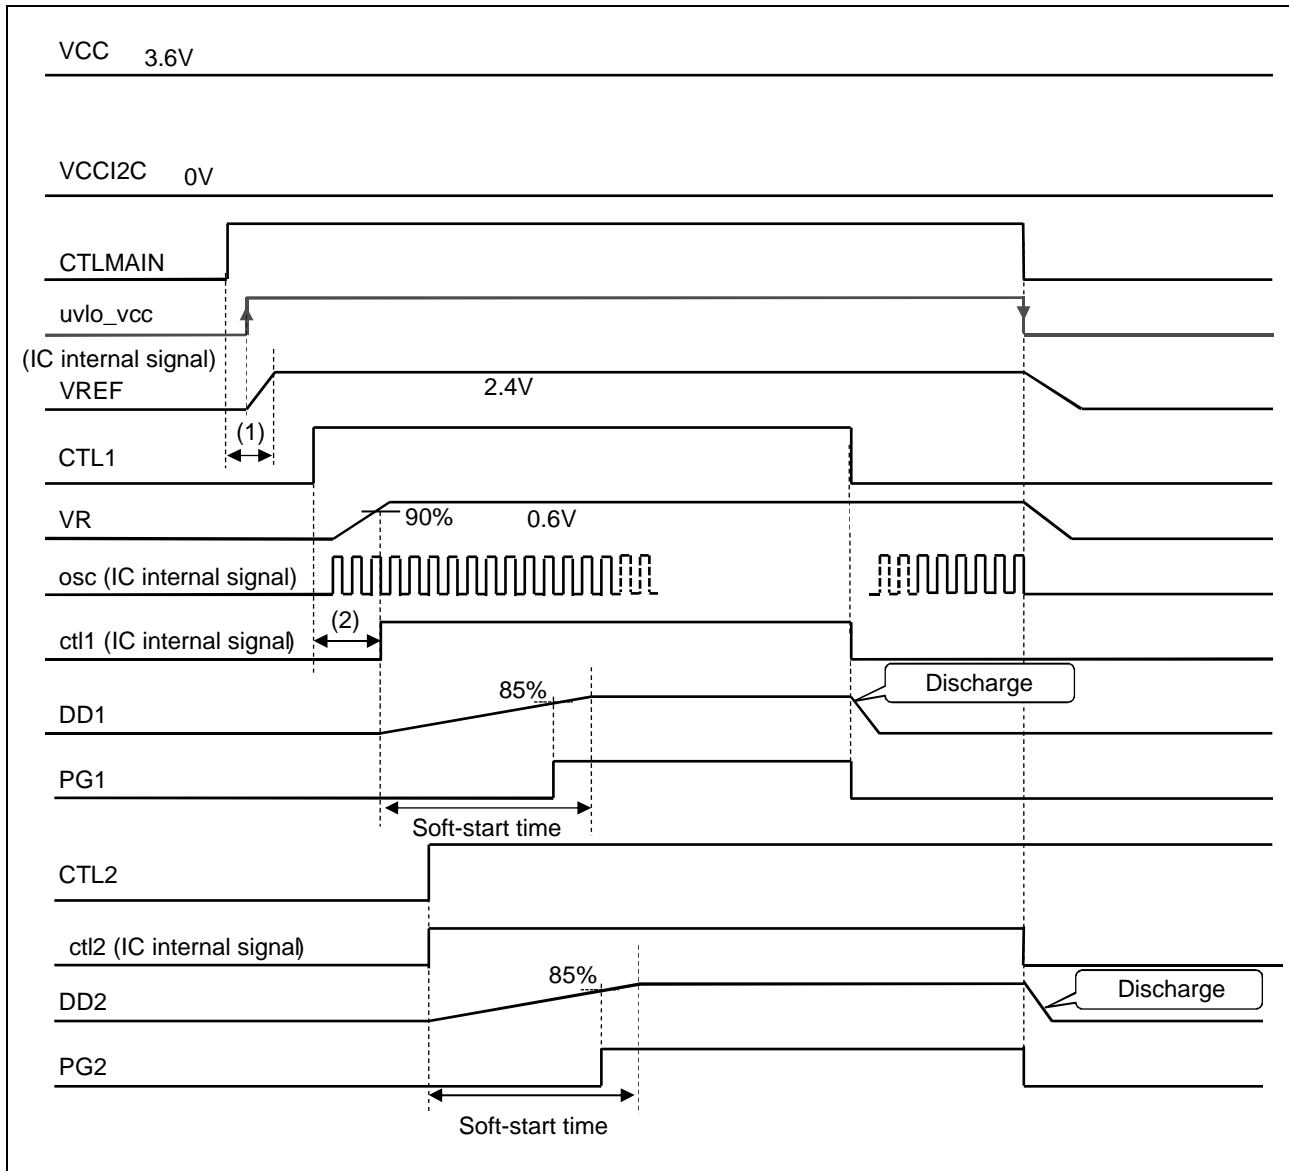 VCC 3.6V
VCCI2C 0V
CTLMAIN
uvlo_vcc
(IC internal signal)
VREF 2.4V
(1)
CTL1
VR 90% 0.6V
osc (IC internal signal)
(2)
ctl1 (IC internal signal)
85% Discharge
DD1
PG1
Soft-start time
CTL2
ctl2 (IC internal signal)
85% Discharge
DD2
PG2
Soft-start time